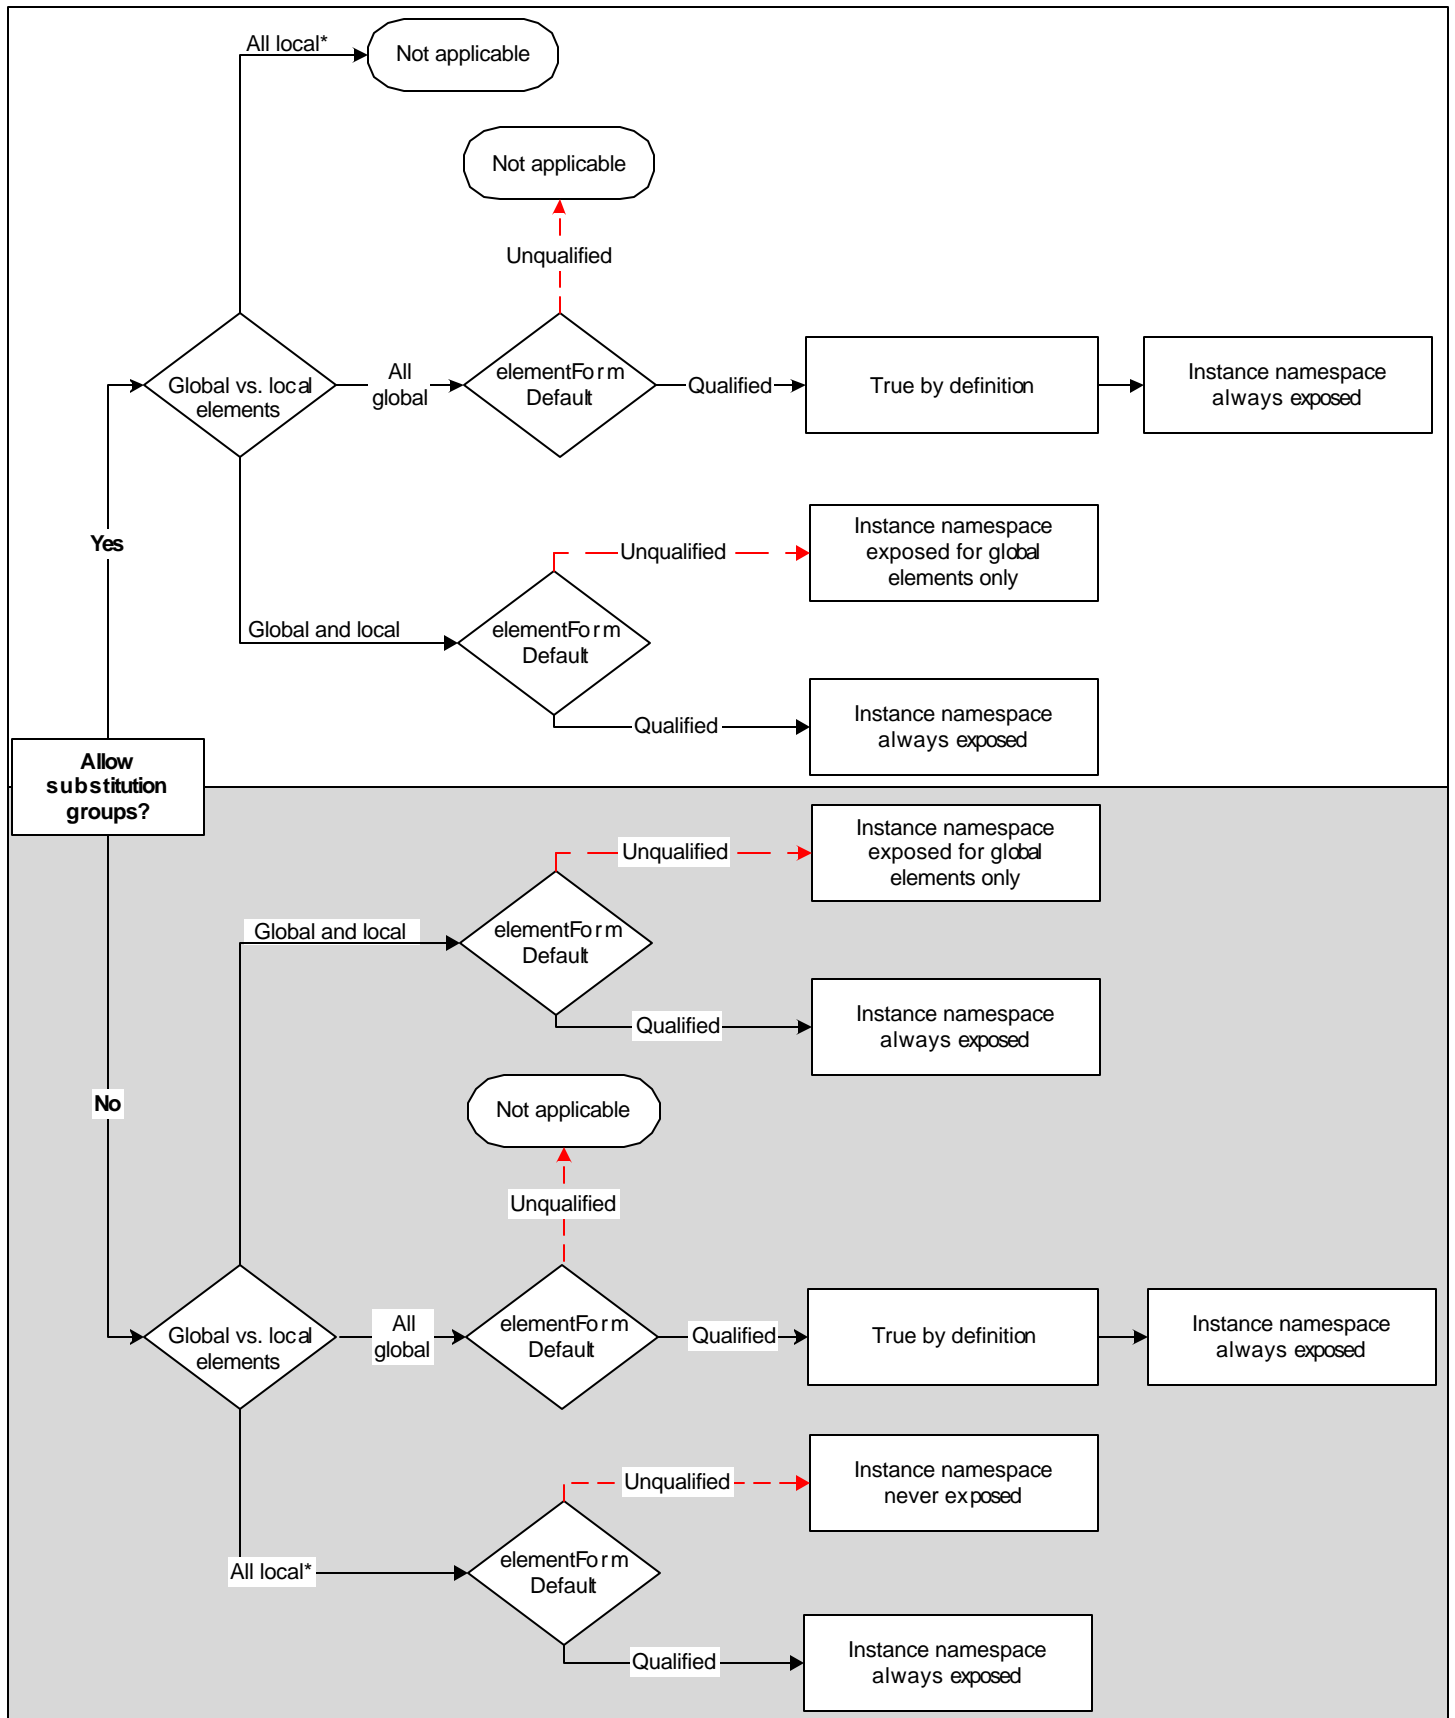 All local*
Not applicable
Not applicable
Unqualified
Global vs. local
elements
All
global
elementForm
Default
Qualified
True by definition
Instance namespace
always exposed
Yes
Unqualified
Instance namespace
exposed for global
elements only
Global and local
elementForm
Default
Qualified
Instance namespace
always exposed
Allow
substitution
groups?
Unqualified
Instance namespace
exposed for global
elements only
Global and local
elementForm
Default
Qualified
Instance namespace
always exposed
No
Not applicable
Unqualified
Global vs. local
elements
All
global
elementForm
Default
Qualified
True by definition
Instance namespace
always exposed
Unqualified
Instance namespace
never exposed
All local*
elementForm
Default
Qualified
Instance namespace
always exposed